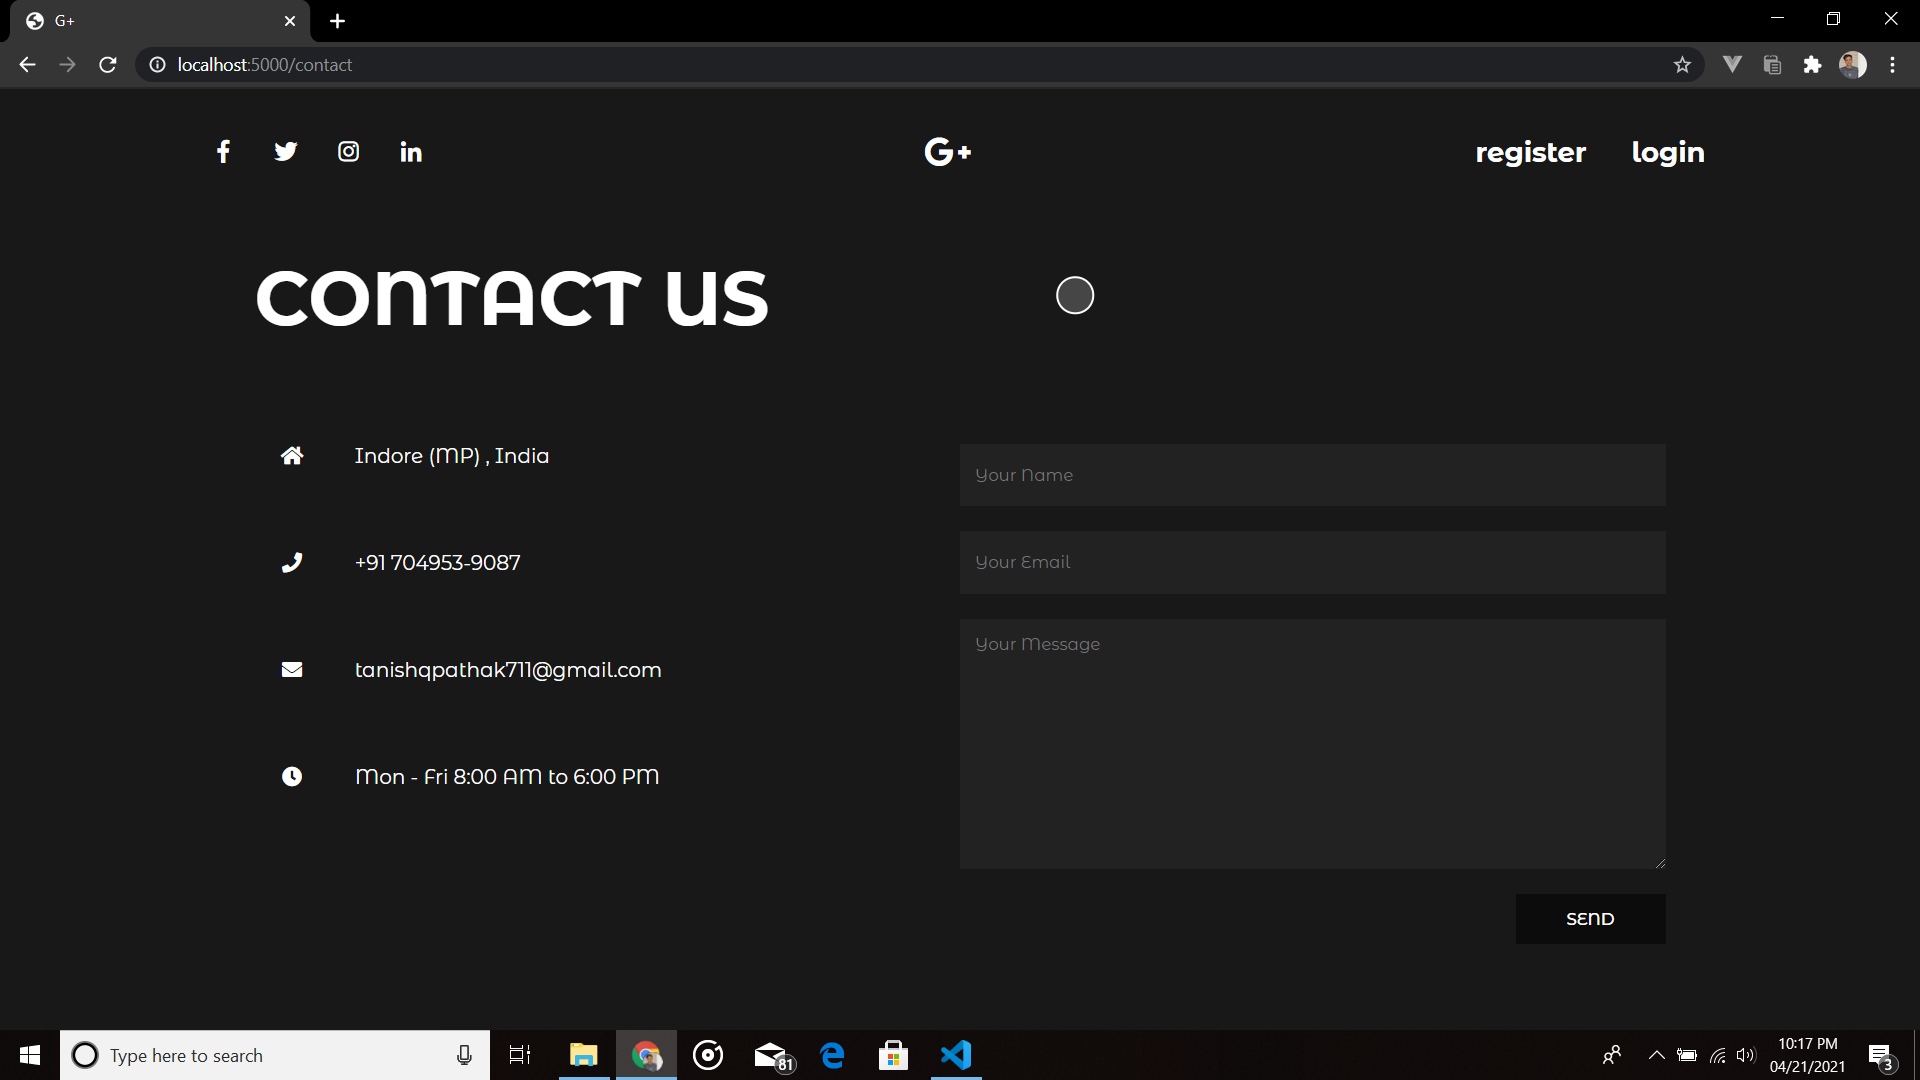 G+
localhost:5000/contact
G+
register login
CONTACT US
Indore (MP) , India
+91 704953-9087
tanishqpathak711@gmail.com
Mon - Fri 8:00 AM to 6:00 PM
Your Name
Your Email
Your Message
SEND
Type here to search
81
10:17 PM
04/21/2021
3